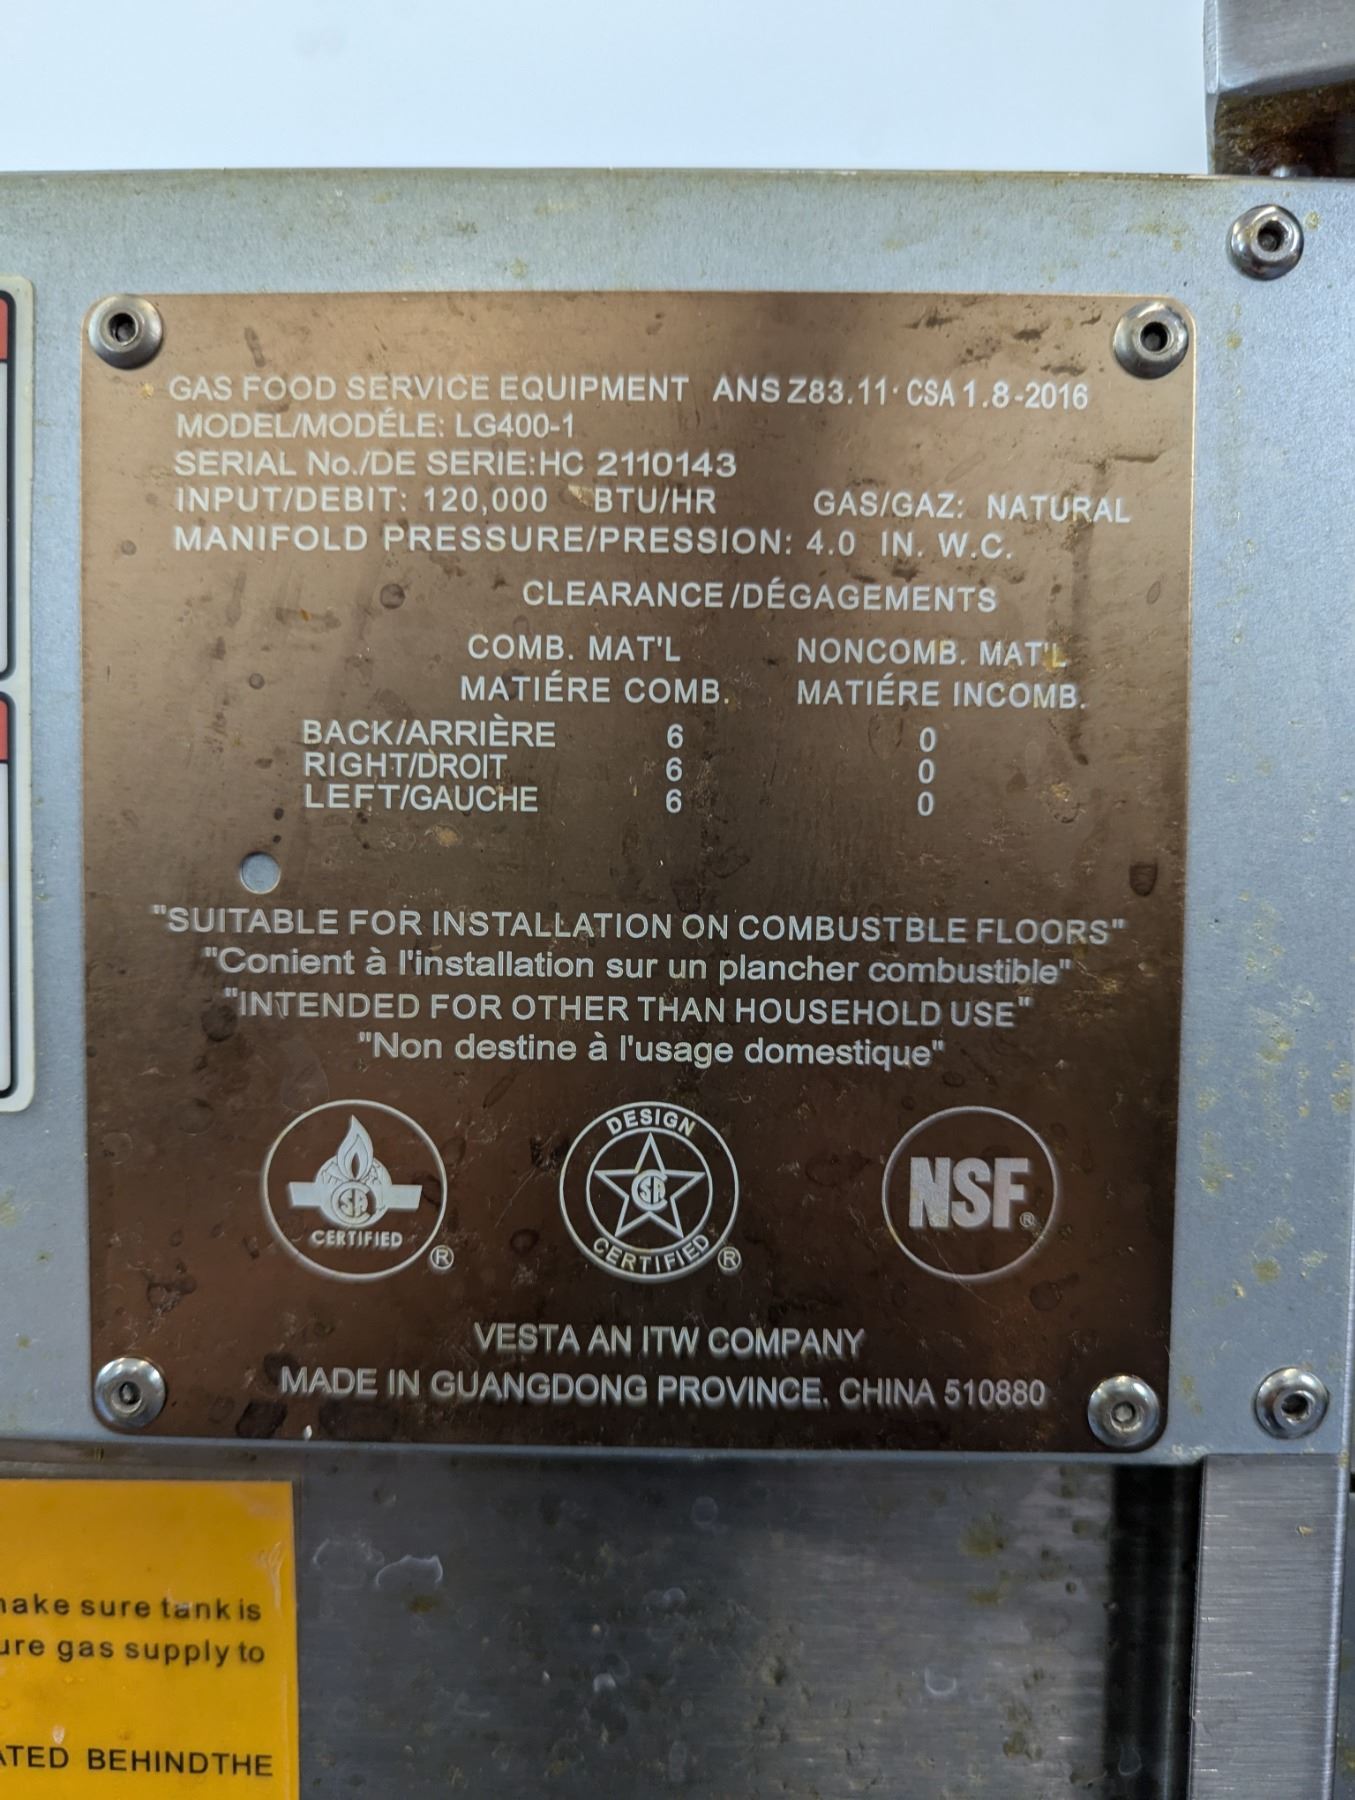 GAS FOOD SERVICE EQUIPMENT ANS Z83.11· CSA 1.8-2016
MODEL/MODÉLE: LG400-1
SERIAL No./DE SERIE:HC 2110143
INPUT/DEBIT: 120,000 BTU/HR GAS/GAZ: NATURAL
MANIFOLD PRESSURE/PRESSION: 4.0 IN. W.C.
CLEARANCE/DÉGAGEMENTS
COMB. MAT'L NONCOMB. MAT'L
MATIÉRE COMB. MATIÉRE INCOMB.
BACK/ARRIÈRE 6 0
RIGHT/DROIT 6 0
LEFT/GAUCHE 6 0
"SUITABLE FOR INSTALLATION ON COMBUSTBLE FLOORS"
"Conient à l'installation sur un plancher combustible"
"INTENDED FOR OTHER THAN HOUSEHOLD USE"
"Non destine à l'usage domestique"
SA CERTIFIED ®
DESIGN SA CERTIFIED ®
NSF®
VESTA AN ITW COMPANY
MADE IN GUANGDONG PROVINCE. CHINA 510880
sure tank is
gas supply to
BEHINDTHE